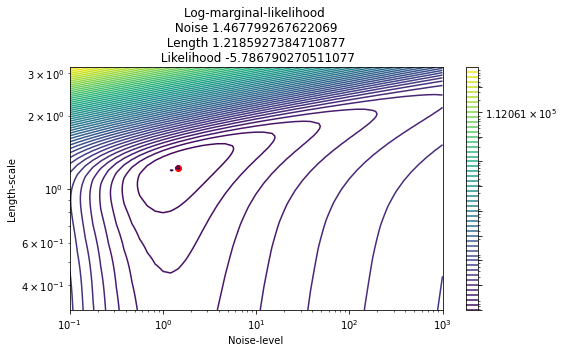 Log-marginal-likelihood
Noise 1.467799267622069
Length 1.2185927384710877
Likelihood -5.786790270511077
3 × 10⁰
2 × 10⁰
10⁰
6 × 10⁻¹
4 × 10⁻¹
Length-scale
10⁻¹ 10⁰ 10¹ 10² 10³
Noise-level
1.12061 × 10⁵